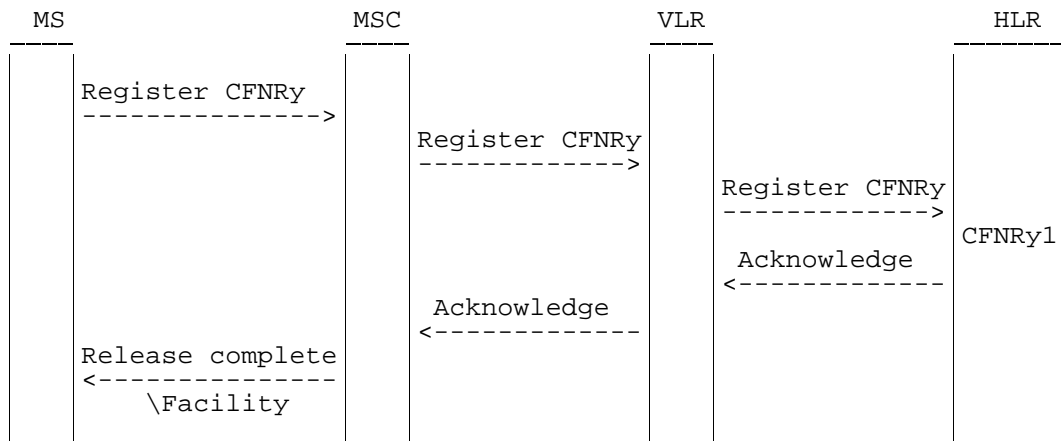 MS MSC VLR HLR
Register CFNRy
Register CFNRy
Register CFNRy
CFNRy1
Acknowledge
Acknowledge
Release complete
\Facility